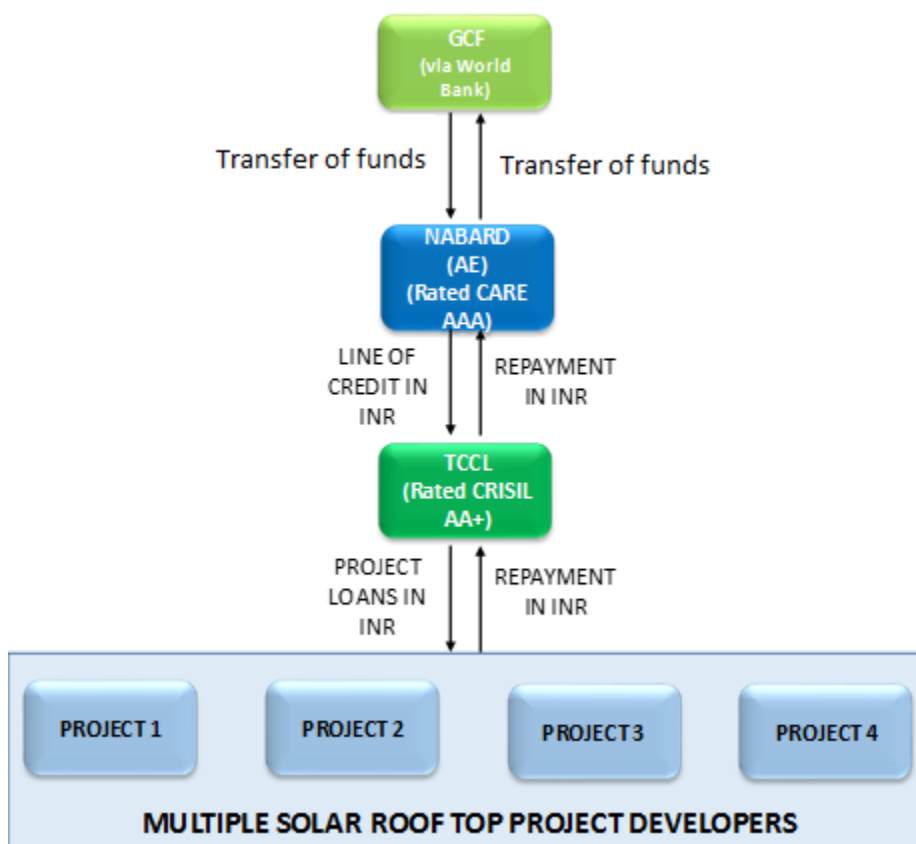 GCF
(via World
Bank)
Transfer of funds
Transfer of funds
NABARD
(AE)
(Rated CARE
AAA)
LINE OF
CREDIT IN
INR
REPAYMENT
IN INR
TCCL
(Rated CRISIL
AA+)
PROJECT
LOANS IN
INR
REPAYMENT
IN INR
PROJECT 1
PROJECT 2
PROJECT 3
PROJECT 4
MULTIPLE SOLAR ROOF TOP PROJECT DEVELOPERS